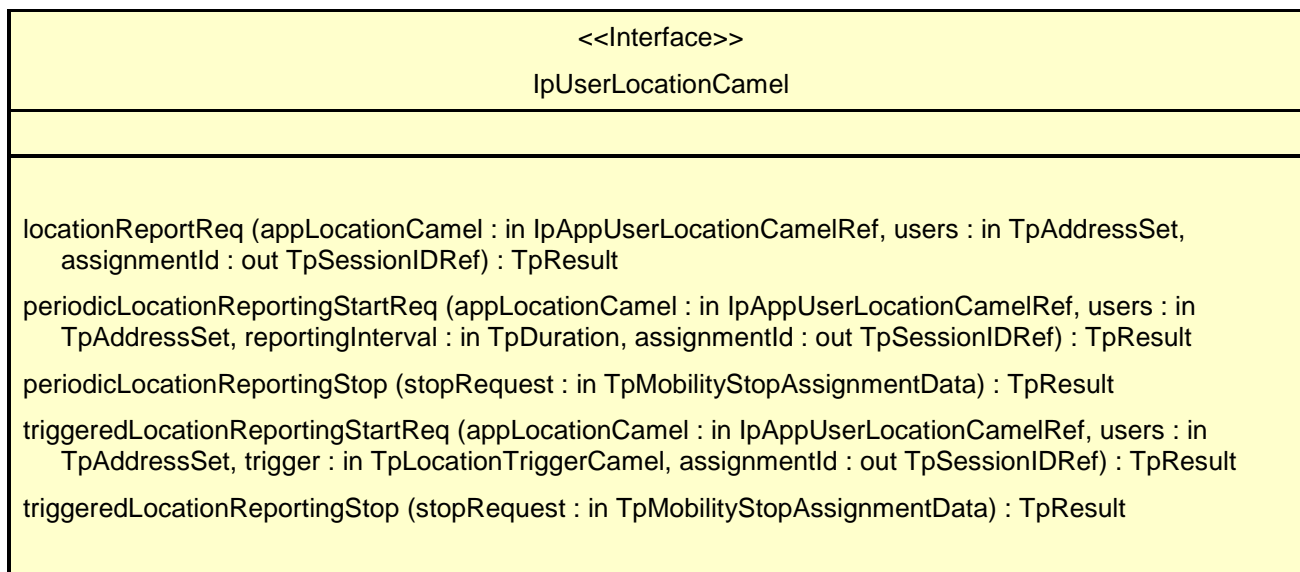 <<Interface>>
IpUserLocationCamel
locationReportReq (appLocationCamel : in IpAppUserLocationCamelRef, users : in TpAddressSet,
assignmentId : out TpSessionIDRef) : TpResult
periodicLocationReportingStartReq (appLocationCamel : in IpAppUserLocationCamelRef, users : in
TpAddressSet, reportingInterval : in TpDuration, assignmentId : out TpSessionIDRef) : TpResult
periodicLocationReportingStop (stopRequest : in TpMobilityStopAssignmentData) : TpResult
triggeredLocationReportingStartReq (appLocationCamel : in IpAppUserLocationCamelRef, users : in
TpAddressSet, trigger : in TpLocationTriggerCamel, assignmentId : out TpSessionIDRef) : TpResult
triggeredLocationReportingStop (stopRequest : in TpMobilityStopAssignmentData) : TpResult